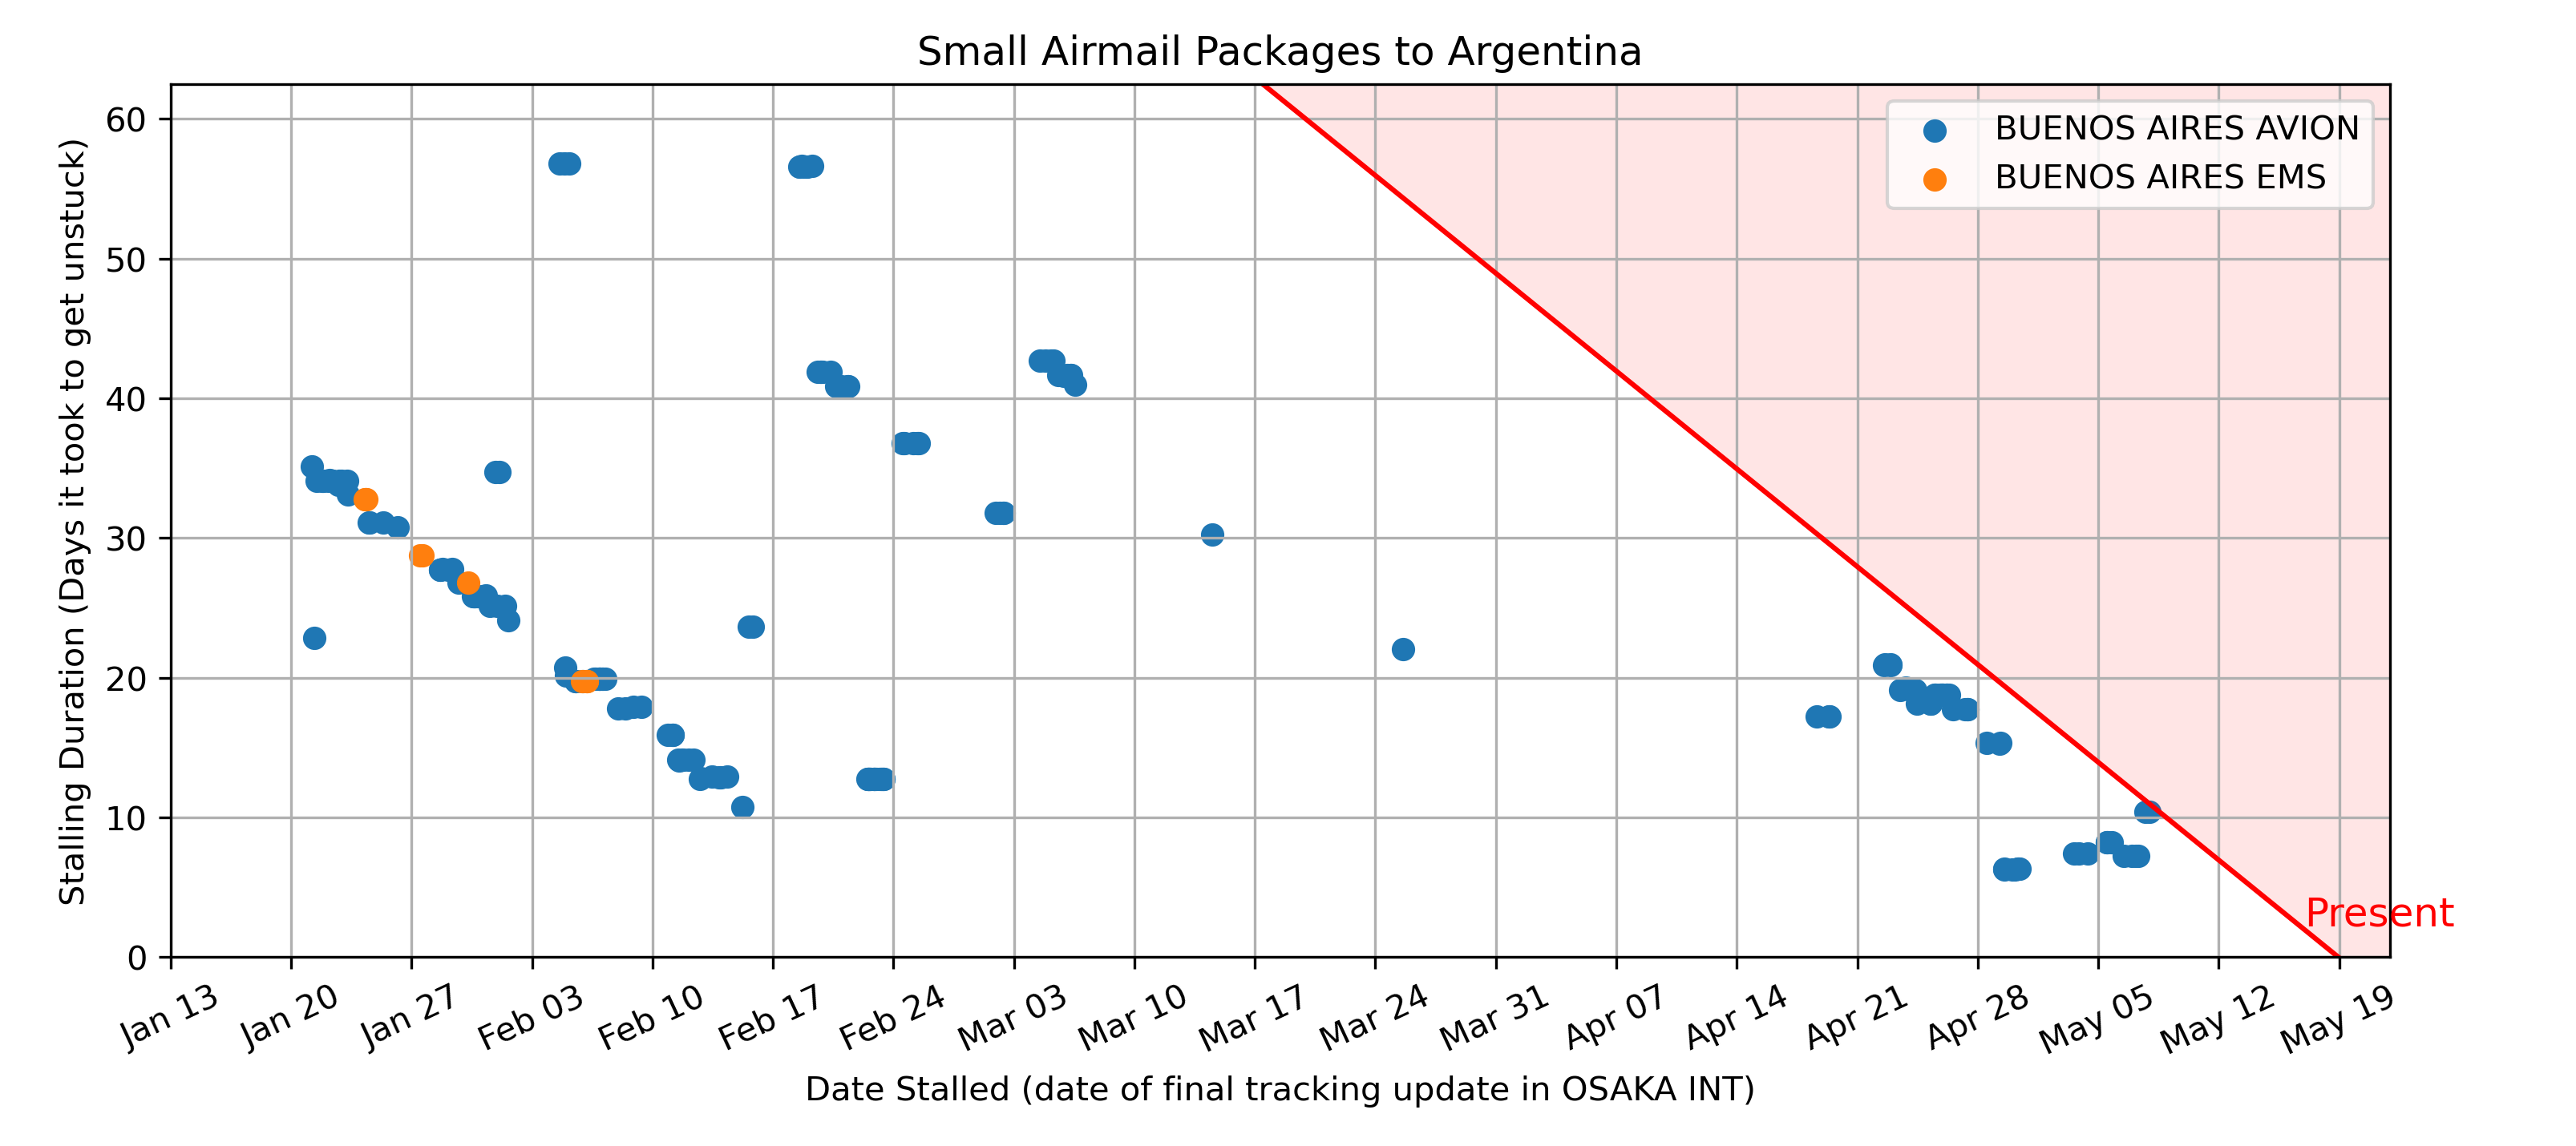 Small Airmail Packages to Argentina
Stalling Duration (Days it took to get unstuck)
60
50
40
30
20
10
0
BUENOS AIRES AVION
BUENOS AIRES EMS
Present
Jan 13
Jan 20
Jan 27
Feb 03
Feb 10
Feb 17
Feb 24
Mar 03
Mar 10
Mar 17
Mar 24
Mar 31
Apr 07
Apr 14
Apr 21
Apr 28
May 05
May 12
May 19
Date Stalled (date of final tracking update in OSAKA INT)